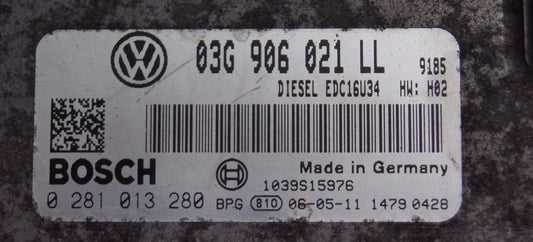 03G 906 021 LL 9185
DIESEL EDC16U34 HW: H02
BOSCH
Made in Germany
1039S15976
0 281 013 280 BPG 810 06-05-11 1479 0428